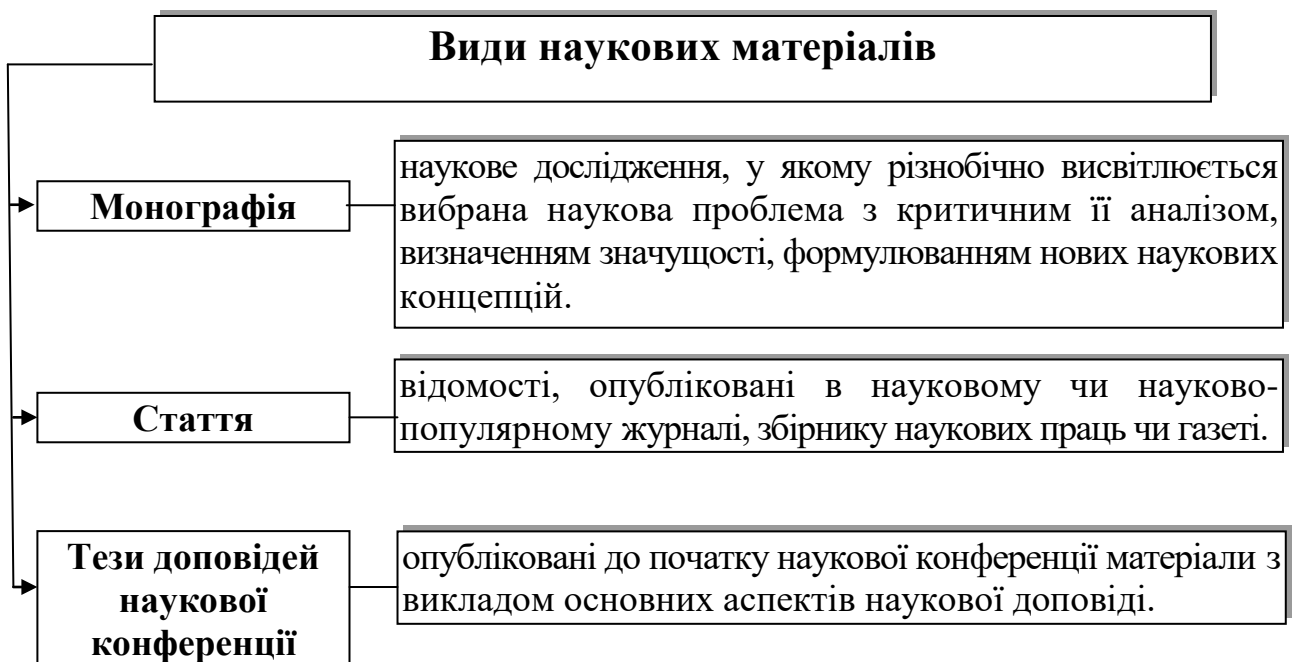 Види наукових матеріалів
Монографія
наукове дослідження, у якому різнобічно висвітлюється
вибрана наукова проблема з критичним її аналізом,
визначенням значущості, формулюванням нових наукових
концепцій.
Стаття
відомості, опубліковані в науковому чи науково-
популярному журналі, збірнику наукових праць чи газеті.
Тези доповідей
наукової
конференції
опубліковані до початку наукової конференції матеріали з
викладом основних аспектів наукової доповіді.